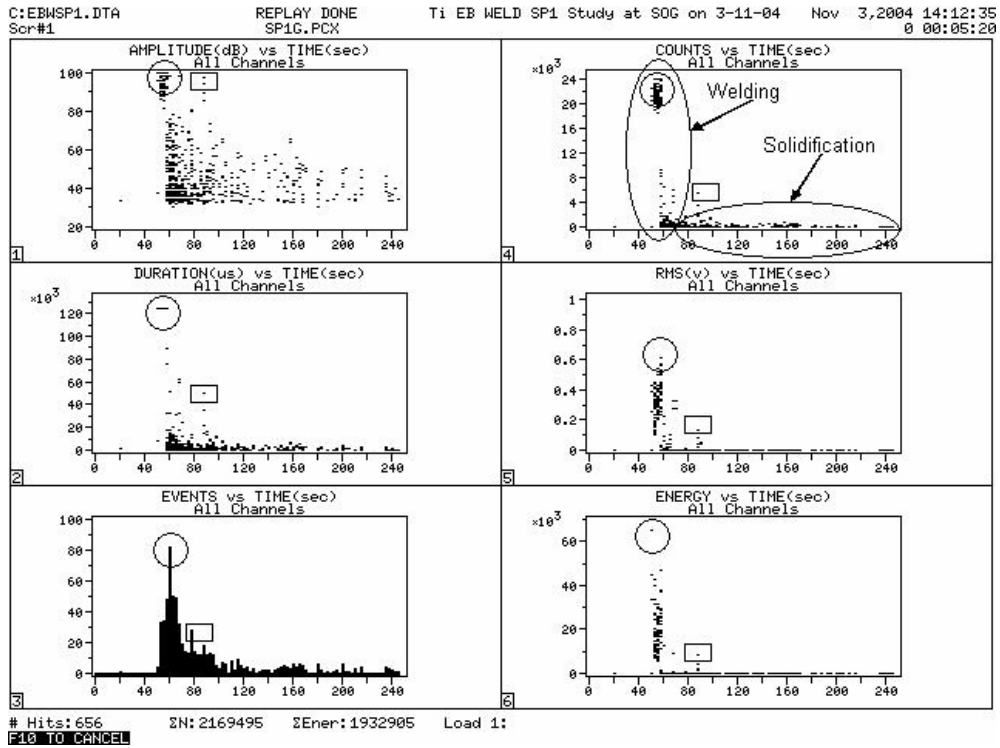 C:EBWSP1.DTA REPLAY DONE Ti EB WELD SP1 Study at SOG on 3-11-04 Nov 3,2004 14:12:35
Scr#1 SP1G.PCX 0 00:05:20
AMPLITUDE(dB) vs TIME(sec)
All Channels
100
80
60
40
20
0 40 80 120 160 200 240
1
COUNTS vs TIME(sec)
All Channels
×10³
24
20
16
12
8
4
0
Welding
Solidification
0 40 80 120 160 200 240
4
DURATION(us) vs TIME(sec)
All Channels
×10³
120
100
80
60
40
20
0
0 40 80 120 160 200 240
2
RMS(v) vs TIME(sec)
All Channels
1
0.8
0.6
0.4
0.2
0
0 40 80 120 160 200 240
5
EVENTS vs TIME(sec)
All Channels
100
80
60
40
20
0
0 40 80 120 160 200 240
3
ENERGY vs TIME(sec)
All Channels
×10³
60
40
20
0
0 40 80 120 160 200 240
6
# Hits:656 ΣN:2169495 ΣEner:1932905 Load 1:
F10 TO CANCEL